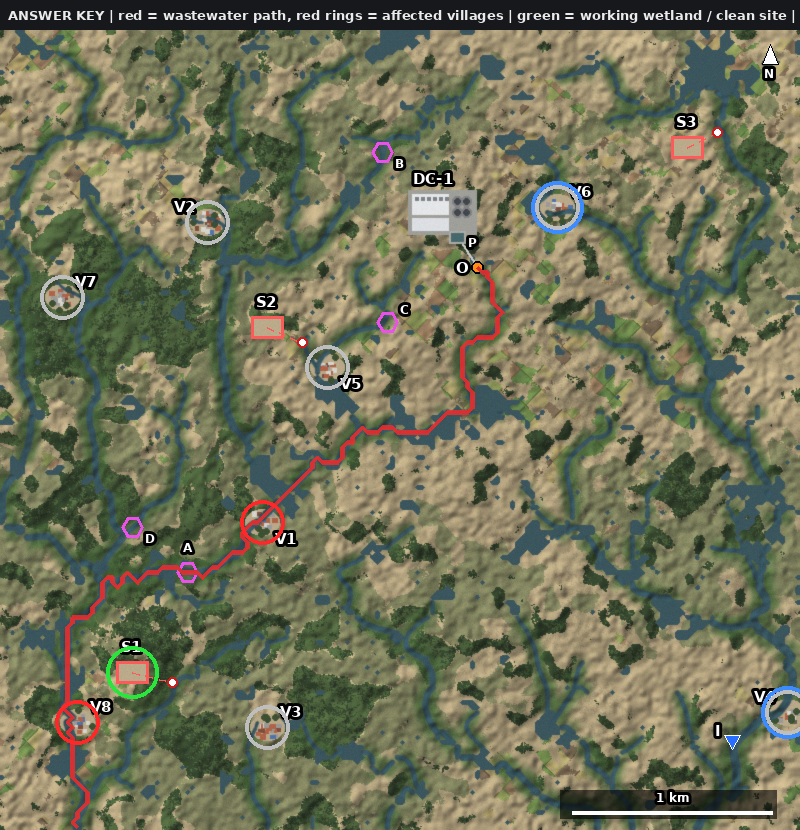 ANSWER KEY | red = wastewater path, red rings = affected villages | green = working wetland / clean site |
N
S3
B
DC-1
V6
V2
P
O
V7
S2
C
V5
D
A
V1
S1
V8
V3
I
1 km